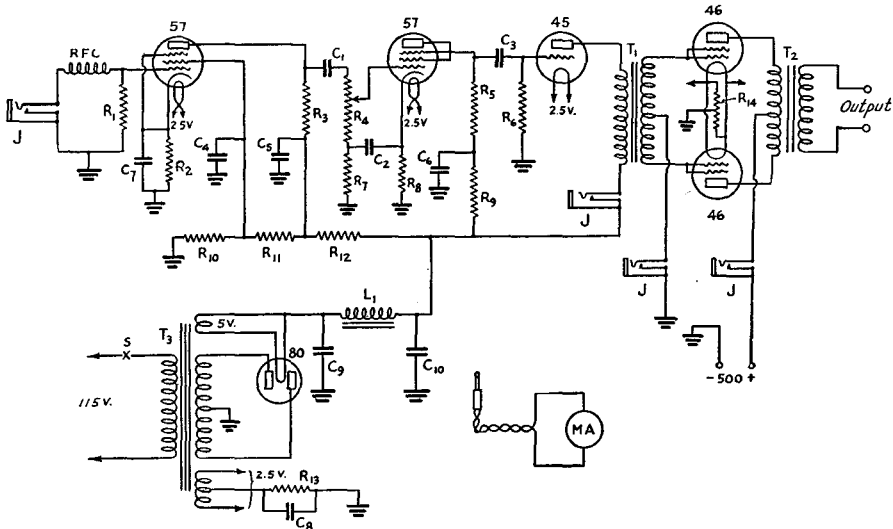 57
57
45
46
RFC
C1
C3
T1
T2
R1
2.5V
R3
R4
2.5V.
R5
R6
2.5V.
R14
Output
J
C7
R2
C4
C5
C2
R7
R8
C6
R9
46
J
R10
R11
R12
J
J
L1
5V.
T3
S
80
C9
C10
-500 +
115V.
MA
2.5V.
R13
C8